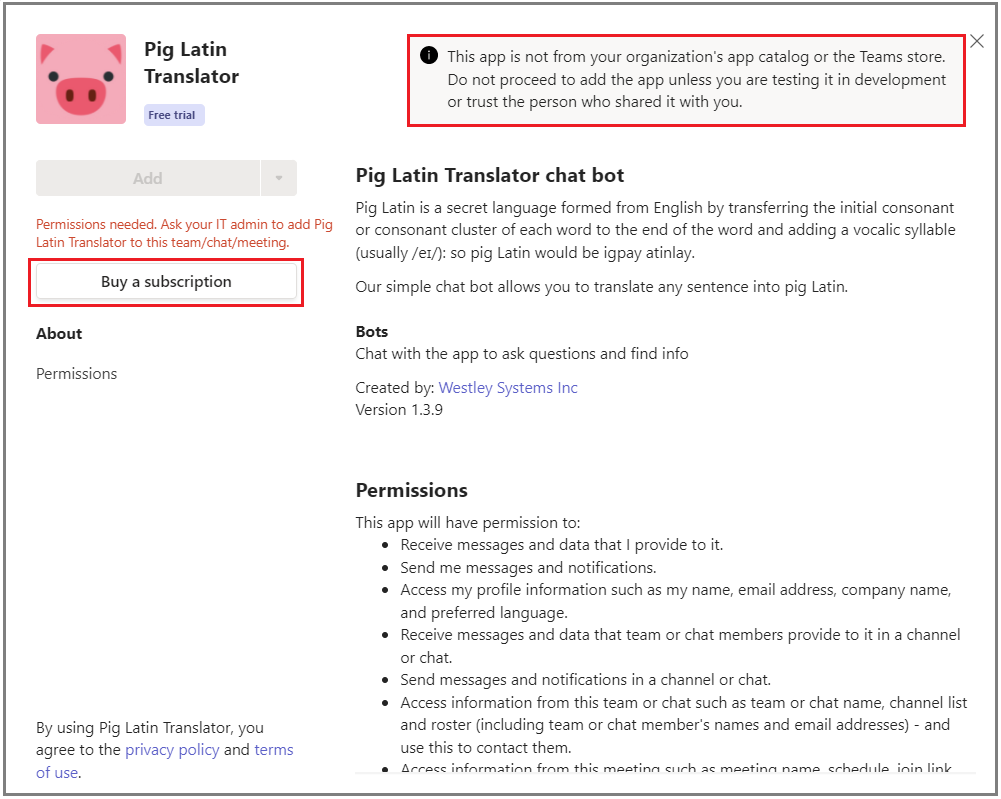 Pig Latin
Translator
Free trial
This app is not from your organization's app catalog or the Teams store.
Do not proceed to add the app unless you are testing it in development
or trust the person who shared it with you.
Add
Permissions needed. Ask your IT admin to add Pig
Latin Translator to this team/chat/meeting.
Buy a subscription
About
Permissions
Pig Latin Translator chat bot
Pig Latin is a secret language formed from English by transferring the initial consonant
or consonant cluster of each word to the end of the word and adding a vocalic syllable
(usually /eɪ/): so pig Latin would be igpay atinlay.
Our simple chat bot allows you to translate any sentence into pig Latin.
Bots
Chat with the app to ask questions and find info
Created by: Westley Systems Inc
Version 1.3.9
Permissions
This app will have permission to:
• Receive messages and data that I provide to it.
• Send me messages and notifications.
• Access my profile information such as my name, email address, company name,
and preferred language.
• Receive messages and data that team or chat members provide to it in a channel
or chat.
• Send messages and notifications in a channel or chat.
• Access information from this team or chat such as team or chat name, channel list
and roster (including team or chat member's names and email addresses) - and
use this to contact them.
• Access information from this meeting such as meeting name, schedule, join link,
By using Pig Latin Translator, you
agree to the privacy policy and terms
of use.